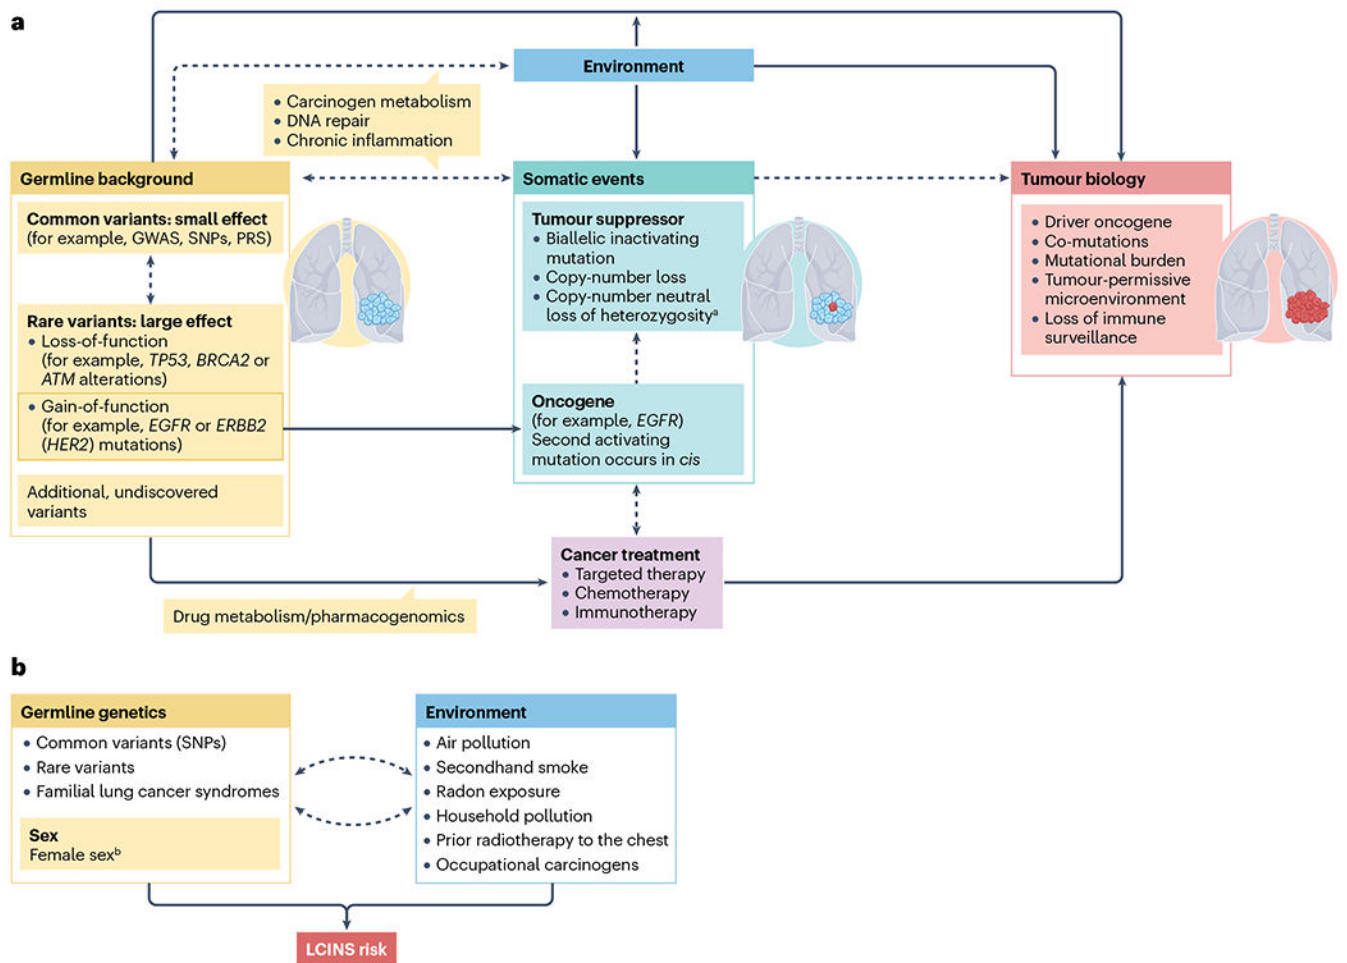 a
Environment
• Carcinogen metabolism
• DNA repair
• Chronic inflammation
Germline background
Common variants: small effect
(for example, GWAS, SNPs, PRS)
Rare variants: large effect
• Loss-of-function
(for example, TP53, BRCA2 or
ATM alterations)
• Gain-of-function
(for example, EGFR or ERBB2
(HER2) mutations)
Additional, undiscovered
variants
Somatic events
Tumour suppressor
• Biallelic inactivating
mutation
• Copy-number loss
• Copy-number neutral
loss of heterozygosityᵃ
Oncogene
(for example, EGFR)
Second activating
mutation occurs in cis
Tumour biology
• Driver oncogene
• Co-mutations
• Mutational burden
• Tumour-permissive
microenvironment
• Loss of immune
surveillance
Cancer treatment
• Targeted therapy
• Chemotherapy
• Immunotherapy
Drug metabolism/pharmacogenomics
b
Germline genetics
• Common variants (SNPs)
• Rare variants
• Familial lung cancer syndromes
Sex
Female sexᵇ
Environment
• Air pollution
• Secondhand smoke
• Radon exposure
• Household pollution
• Prior radiotherapy to the chest
• Occupational carcinogens
LCINS risk